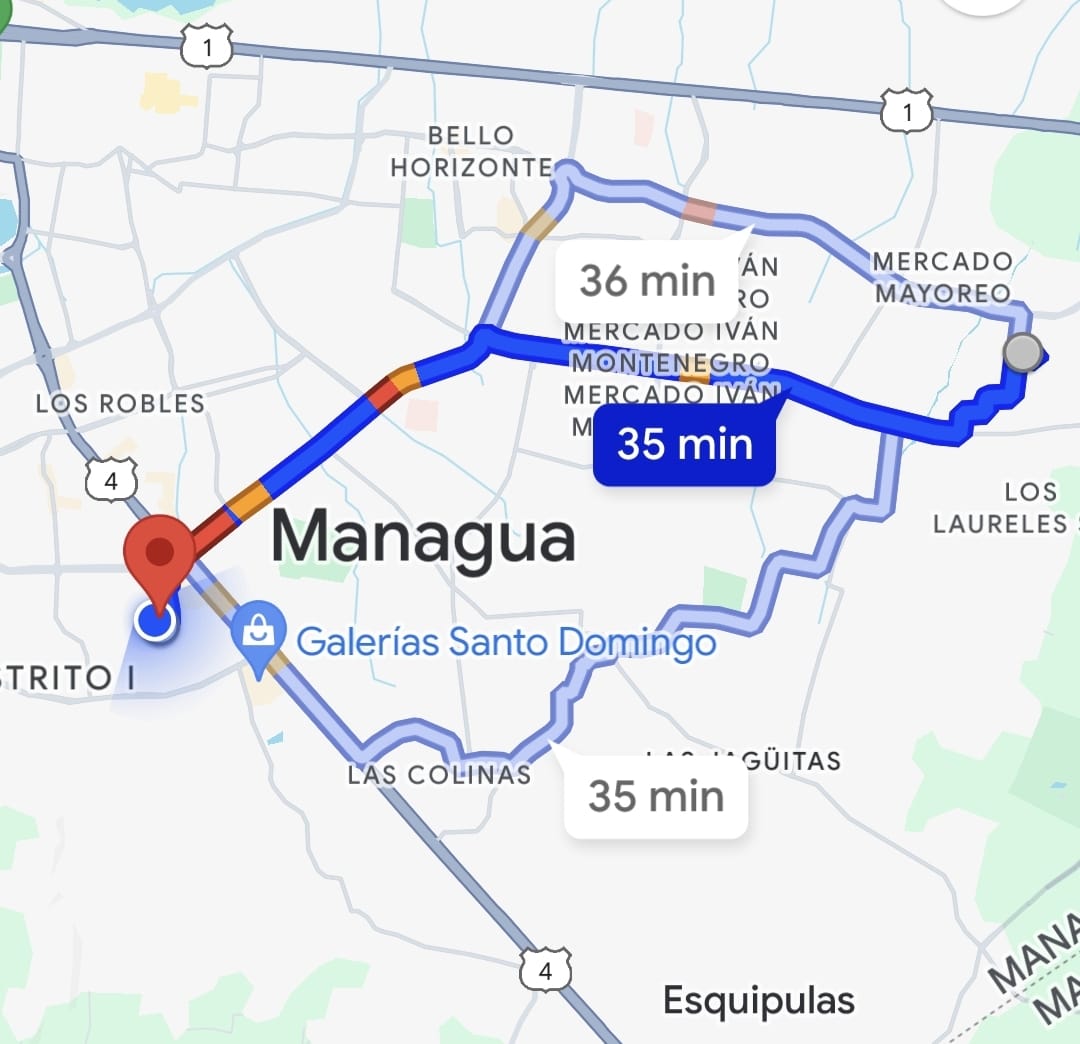 1
1
BELLO
HORIZONTE
MERCADO
MAYOREO
36 min
ÁN
RO
MERCADO IVÁN
MONTENEGRO
MERCADO IVÁN
M
35 min
LOS ROBLES
4
LOS
LAURELES
Managua
Galerías Santo Domingo
STRITO I
LAS JAGÜITAS
LAS COLINAS
35 min
4
Esquipulas
MANA
MA